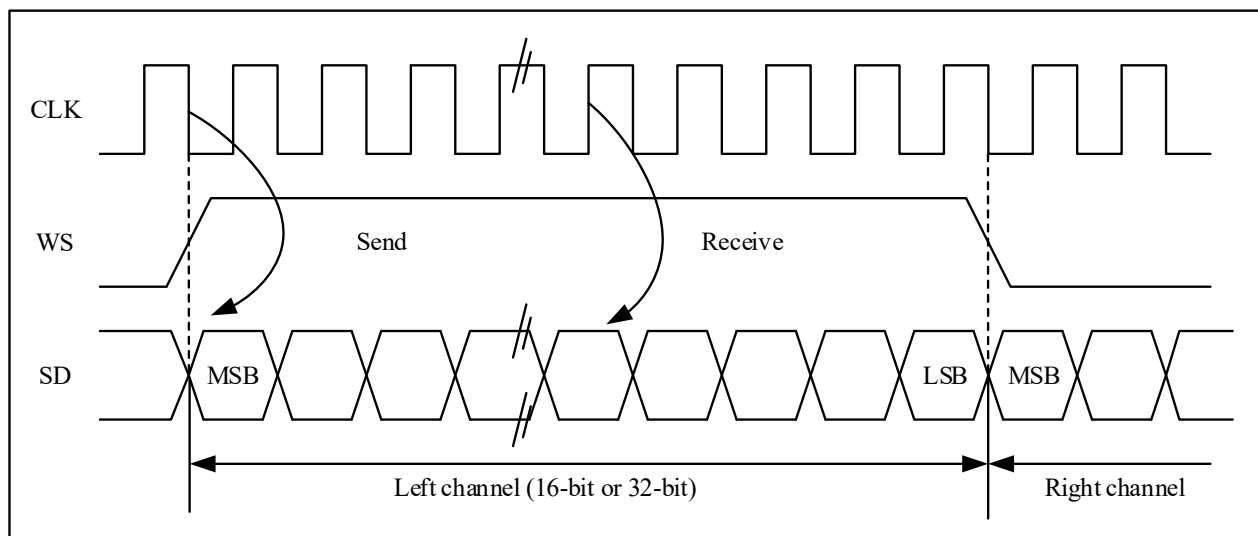 CLK
WS
Send
Receive
SD
MSB
LSB
MSB
Left channel (16-bit or 32-bit)
Right channel